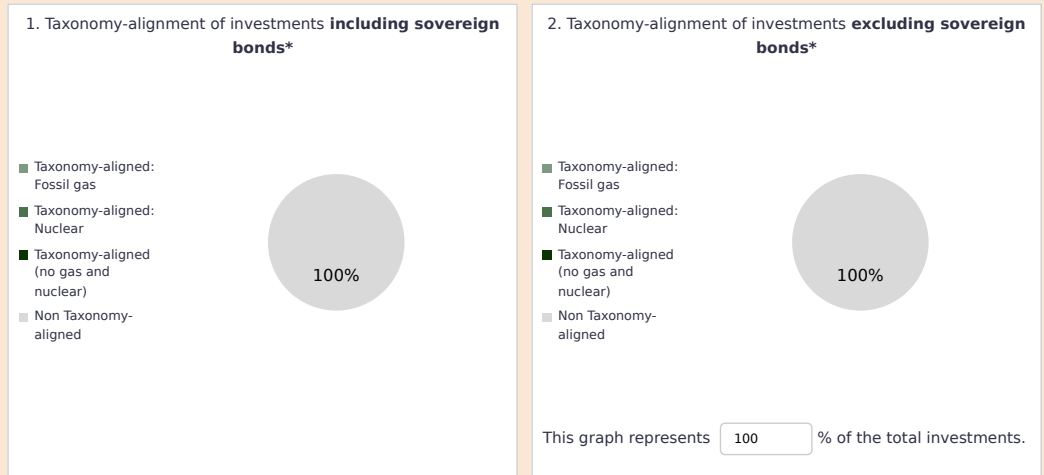 1. Taxonomy-alignment of investments including sovereign
bonds*
Taxonomy-aligned:
Fossil gas
Taxonomy-aligned:
Nuclear
Taxonomy-aligned
(no gas and
nuclear)
Non Taxonomy-
aligned
100%
2. Taxonomy-alignment of investments excluding sovereign
bonds*
Taxonomy-aligned:
Fossil gas
Taxonomy-aligned:
Nuclear
Taxonomy-aligned
(no gas and
nuclear)
Non Taxonomy-
aligned
100%
This graph represents 100 % of the total investments.